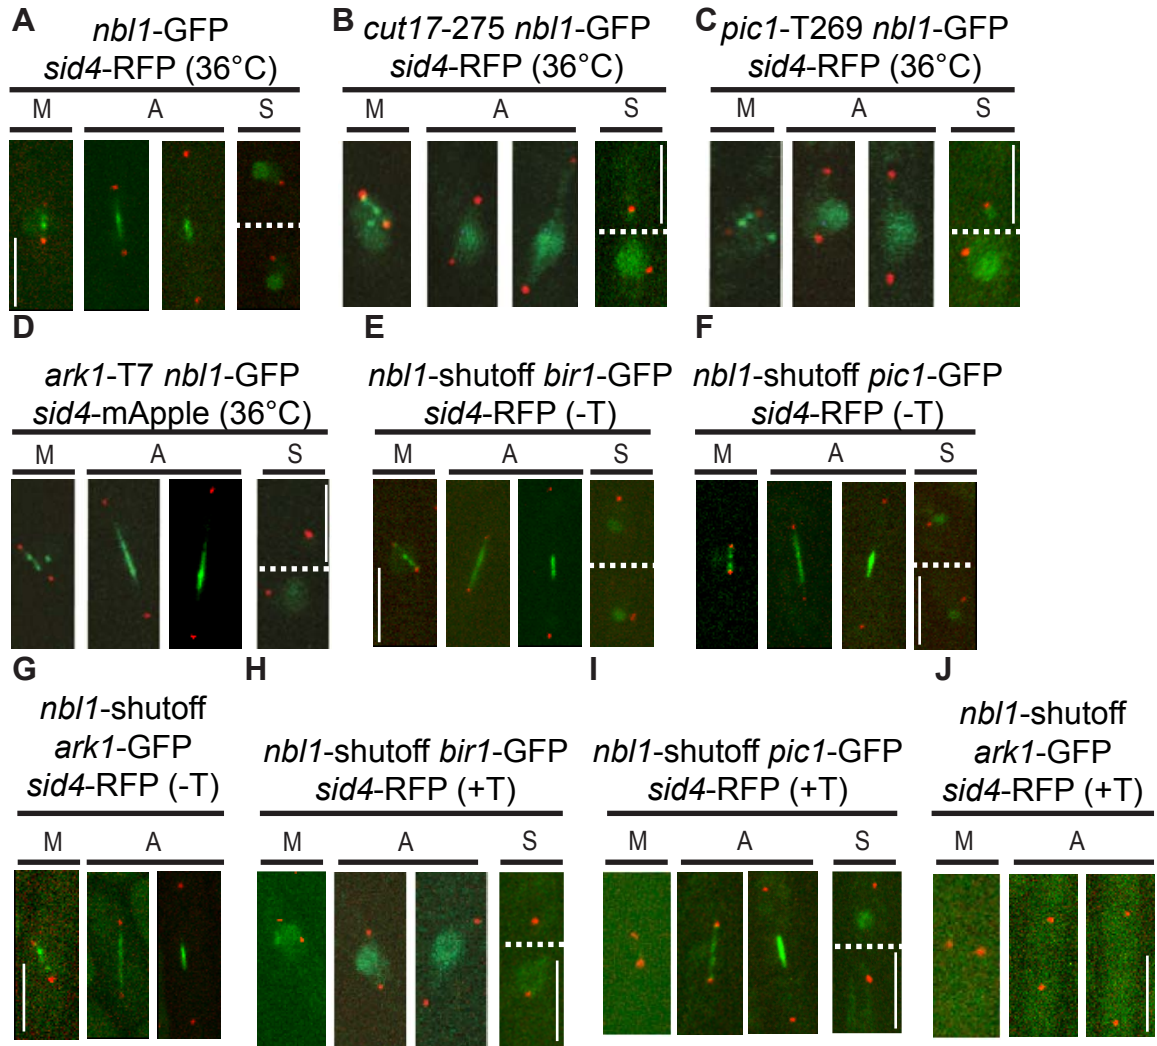 A
nbl1-GFP
sid4-RFP (36°C)
M A S
B
cut17-275 nbl1-GFP
sid4-RFP (36°C)
M A S
C
pic1-T269 nbl1-GFP
sid4-RFP (36°C)
M A S
D
ark1-T7 nbl1-GFP
sid4-mApple (36°C)
M A S
E
nbl1-shutoff bir1-GFP
sid4-RFP (-T)
M A S
F
nbl1-shutoff pic1-GFP
sid4-RFP (-T)
M A S
G
nbl1-shutoff
ark1-GFP
sid4-RFP (-T)
M A
H
nbl1-shutoff bir1-GFP
sid4-RFP (+T)
M A S
I
nbl1-shutoff pic1-GFP
sid4-RFP (+T)
M A S
J
nbl1-shutoff
ark1-GFP
sid4-RFP (+T)
M A